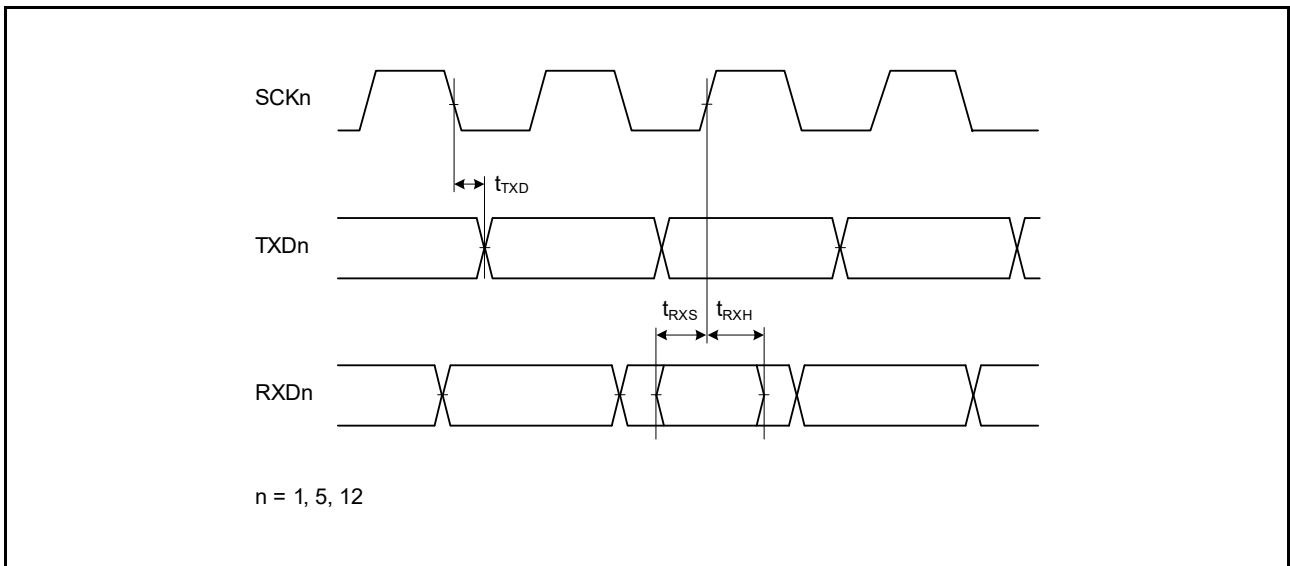 SCKn
tTXD
TXDn
tRXS tRXH
RXDn
n = 1, 5, 12